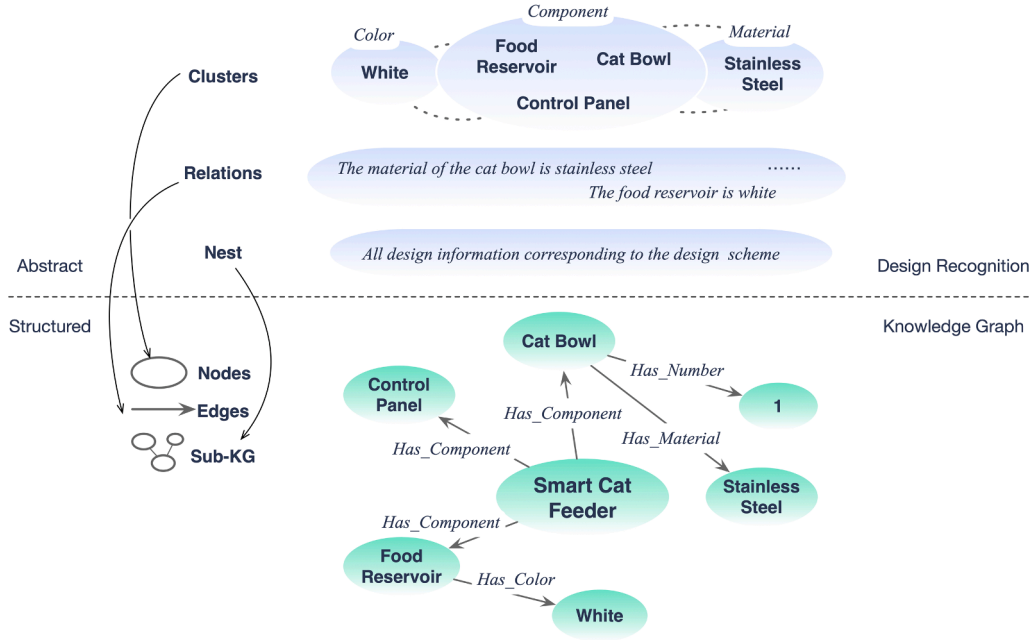 Component
Color
Material
Food
Reservoir
Cat Bowl
White
Stainless
Steel
Clusters
Control Panel
Relations
The material of the cat bowl is stainless steel
······
The food reservoir is white
Nest
All design information corresponding to the design scheme
Abstract
Design Recognition
Structured
Knowledge Graph
Cat Bowl
Has_Number
Nodes
Control
Panel
1
Edges
Has_Component
Has_Material
Has_Component
Sub-KG
Smart Cat
Feeder
Stainless
Steel
Has_Component
Food
Reservoir
Has_Color
White